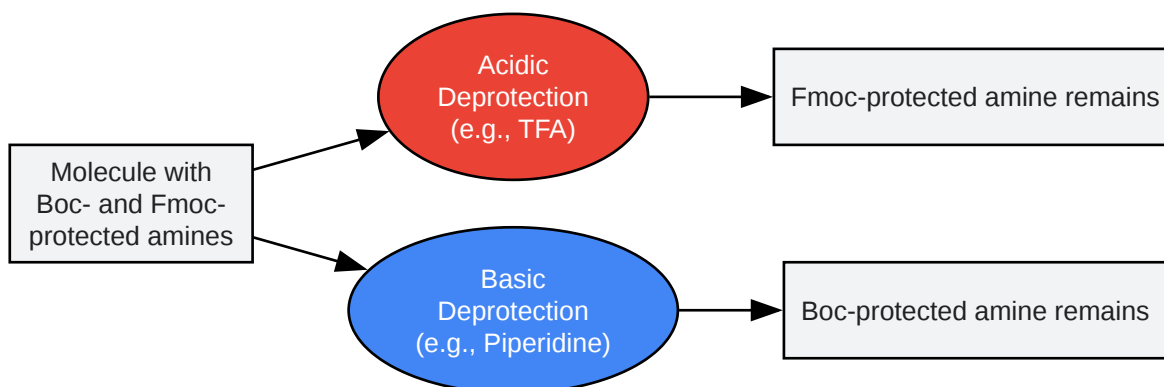 Molecule with
Boc- and Fmoc-
protected amines
Acidic
Deprotection
(e.g., TFA)
Fmoc-protected amine remains
Basic
Deprotection
(e.g., Piperidine)
Boc-protected amine remains